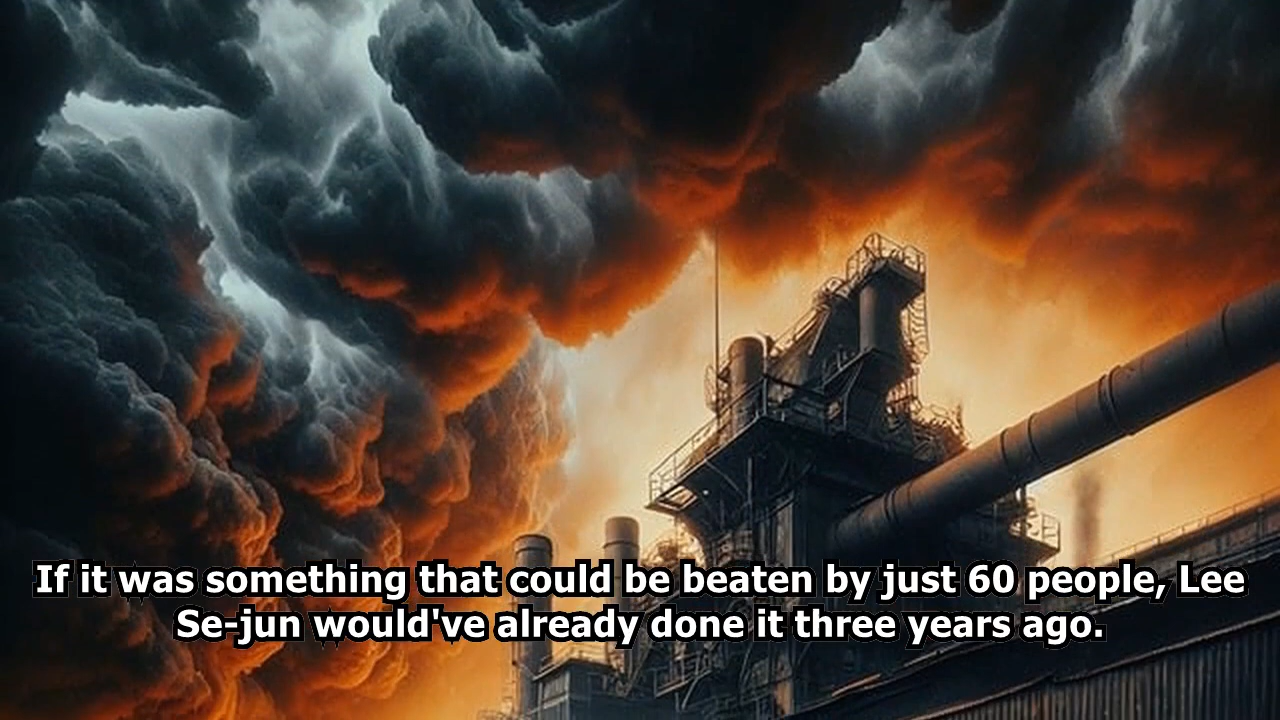 If it was something that could be beaten by just 60 people, Lee
Se-jun would've already done it three years ago.